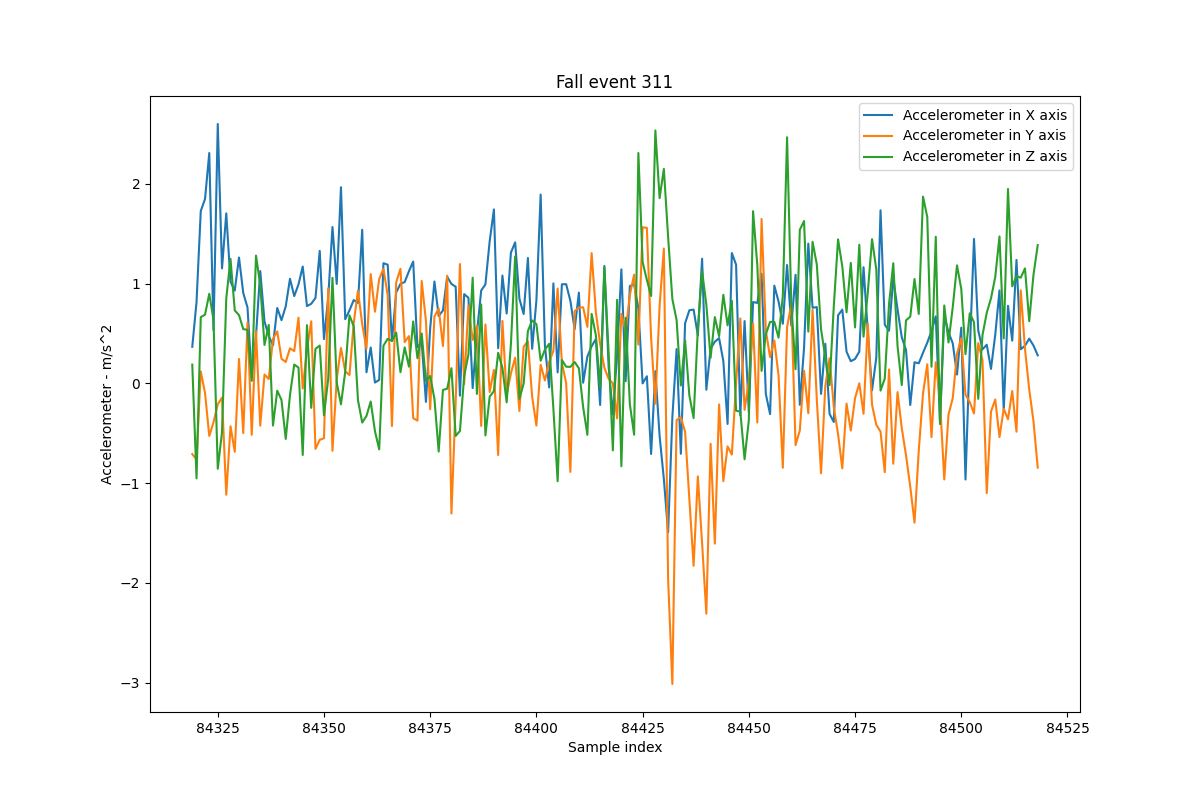 Fall event 311
Accelerometer in X axis
Accelerometer in Y axis
Accelerometer in Z axis
Accelerometer - m/s^2
2
1
0
−1
−2
−3
84325 84350 84375 84400 84425 84450 84475 84500 84525
Sample index